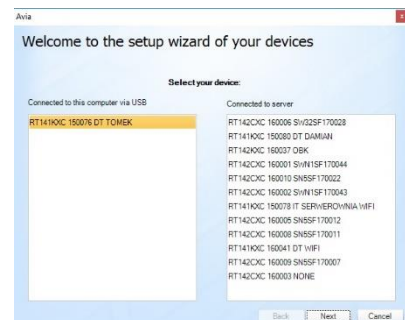 Avia
Welcome to the setup wizard of your devices
Select your device:
Connected to this computer via USB
RT141KXC 150076 DT TOMEK
Connected to server
RT142CXC 160006 SW32SF170028
RT141KXC 150080 DT DAMIAN
RT142CXC 160037 OBK
RT142CXC 160001 SWN1SF170044
RT142CXC 160010 SN5SF170022
RT142CXC 160002 SWN1SF170043
RT141KXC 150078 IT SERWEROWNIA WIFI
RT142CXC 160005 SN6SF170012
RT142CXC 160008 SN5SF170011
RT141KXC 160041 DT WIFI
RT142CXC 160009 SN6SF170007
RT142CXC 160003 NONE
Back
Next
Cancel